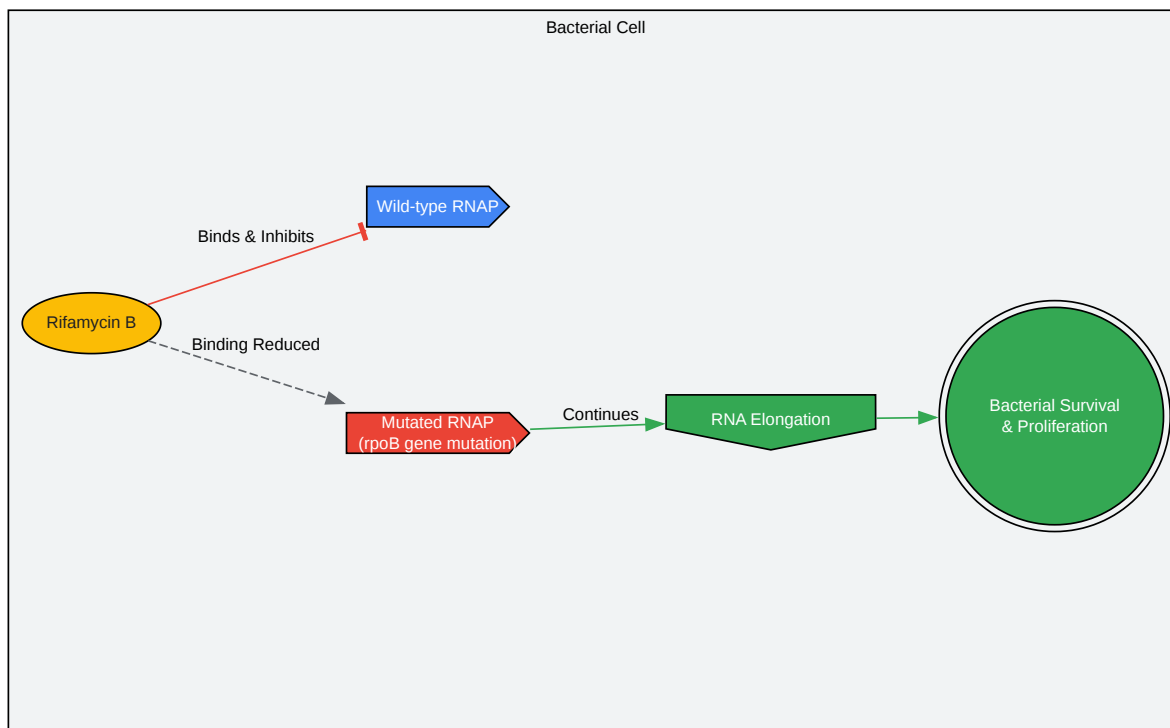 Bacterial Cell
Wild-type RNAP
Binds & Inhibits
Rifamycin B
Binding Reduced
Mutated RNAP
(rpoB gene mutation)
Continues
RNA Elongation
Bacterial Survival
& Proliferation